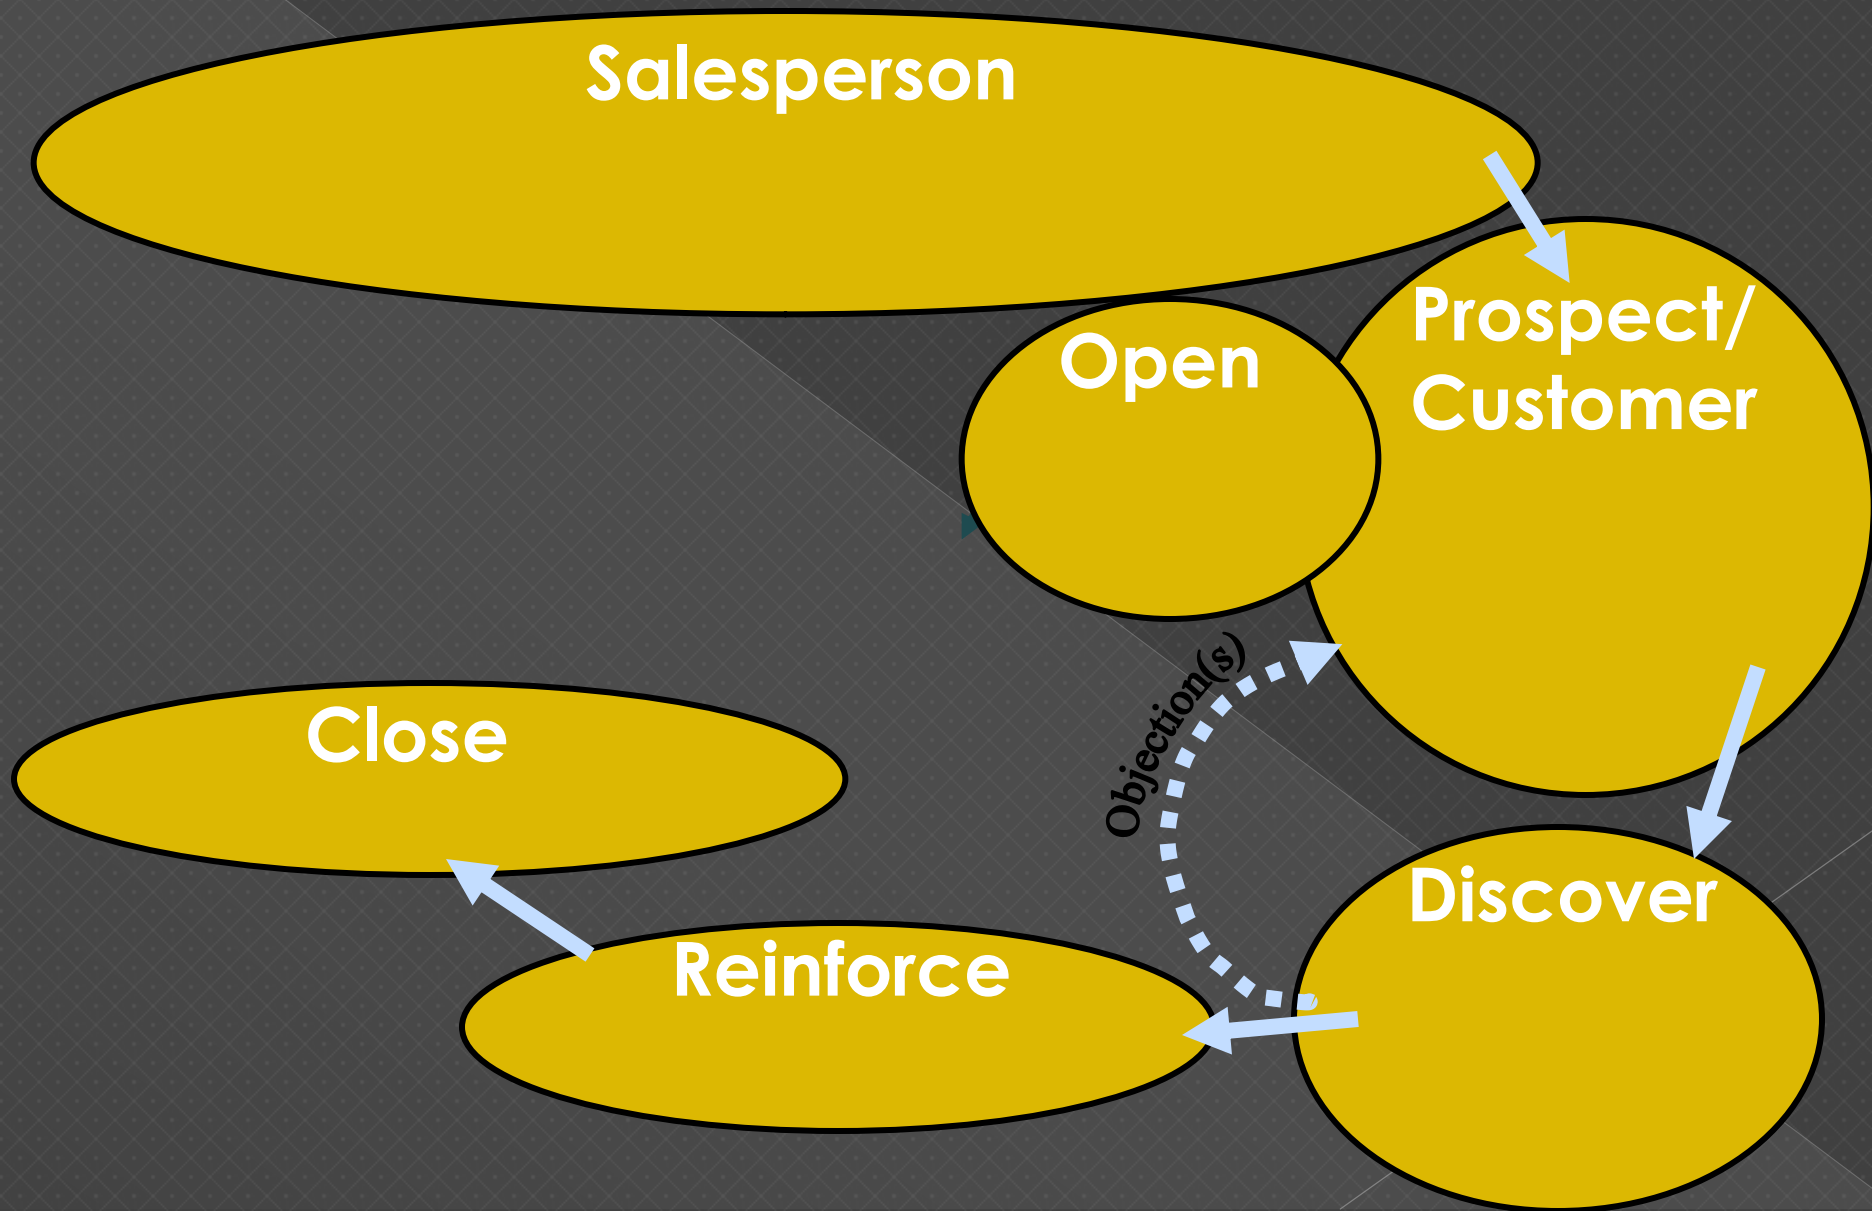 Salesperson
Prospect/
Customer
Open
Objection(s)
Close
Discover
Reinforce